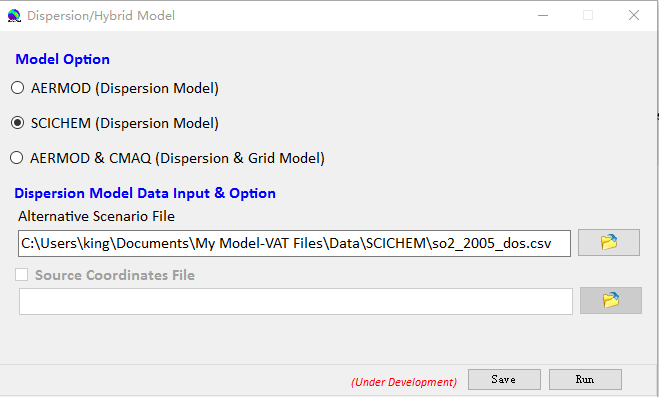 Dispersion/Hybrid Model
Model Option
AERMOD (Dispersion Model)
SCICHEM (Dispersion Model)
AERMOD & CMAQ (Dispersion & Grid Model)
Dispersion Model Data Input & Option
Alternative Scenario File
C:\Users\king\Documents\My Model-VAT Files\Data\SCICHEM\so2_2005_dos.csv
Source Coordinates File
(Under Development) Save Run